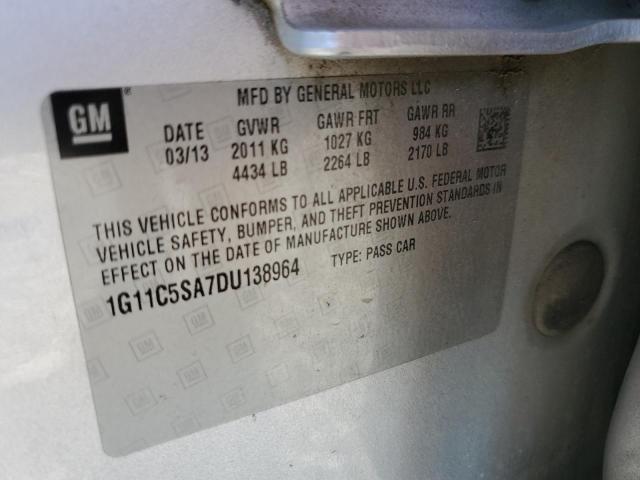 GM
MFD BY GENERAL MOTORS LLC
DATE GVWR GAWR FRT GAWR RR
03/13 2011 KG 1027 KG 984 KG
4434 LB 2264 LB 2170 LB
THIS VEHICLE CONFORMS TO ALL APPLICABLE U.S. FEDERAL MOTOR
VEHICLE SAFETY, BUMPER, AND THEFT PREVENTION STANDARDS IN
EFFECT ON THE DATE OF MANUFACTURE SHOWN ABOVE.
1G11C5SA7DU138964 TYPE: PASS CAR